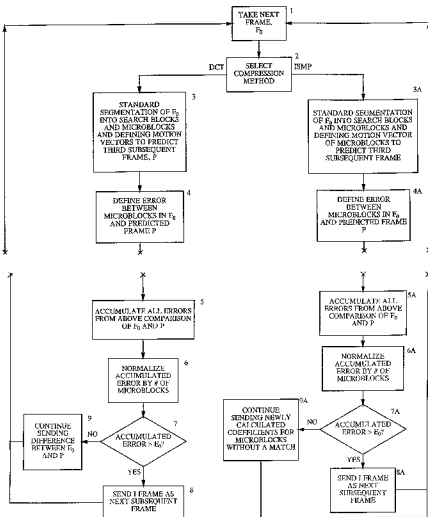 1
TAKE NEXT
FRAME,
F0
2
SELECT
COMPRESSION
METHOD
DCT
ISMP
3
STANDARD
SEGMENTATION OF F0
INTO SEARCH BLOCKS
AND MICROBLOCKS
AND DEFINING MOTION
VECTORS TO PREDICT
THIRD SUBSEQUENT
FRAME, P
3A
STANDARD SEGMENTATION
OF F0 INTO SEARCH BLOCKS
AND MICROBLOCKS AND
DEFINING MOTION VECTOR
OF MICROBLOCKS TO
PREDICT THIRD
SUBSEQUENT FRAME
4
DEFINE ERROR
BETWEEN
MICROBLOCKS IN F0
AND PREDICTED
FRAME P
4A
DEFINE ERROR
BETWEEN
MICROBLOCKS IN F0
AND PREDICTED FRAME
P
5
ACCUMULATE ALL ERRORS
FROM ABOVE COMPARISON
OF F0 AND P
5A
ACCUMULATE ALL
ERRORS FROM ABOVE
COMPARISON OF F0 AND
P
6
NORMALIZE
ACCUMULATED
ERROR BY # OF
MICROBLOCKS
6A
NORMALIZE
ACCUMULATED
ERROR BY # OF
MICROBLOCKS
9
CONTINUE
SENDING
DIFFERENCE
BETWEEN F0
AND P
NO
7
ACCUMULATED
ERROR > E0?
YES
8
SEND I FRAME AS
NEXT SUBSEQUENT
FRAME
9A
CONTINUE
SENDING NEWLY
CALCULATED
COEFFICIENTS FOR
MICROBLOCKS
WITHOUT A MATCH
NO
7A
ACCUMULATED
ERROR > E0?
YES
8A
SEND I FRAME
AS NEXT
SUBSEQUENT
FRAME